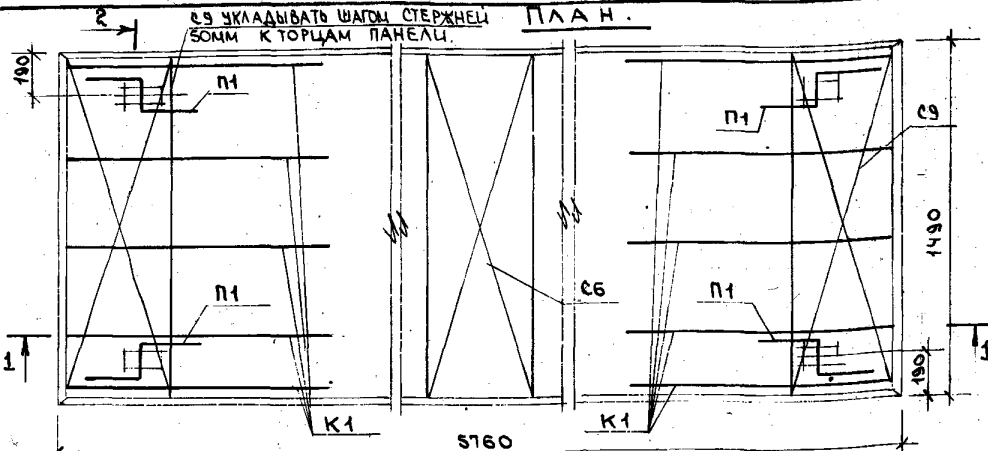 ПЛАН.
2
С9 УКЛАДЫВАТЬ ШАГОМ СТЕРЖНЕЙ
50ММ К ТОРЦАМ ПАНЕЛИ.
190
П1
П1
С9
1490
С6
П1
П1
1
1
190
К1
К1
5760